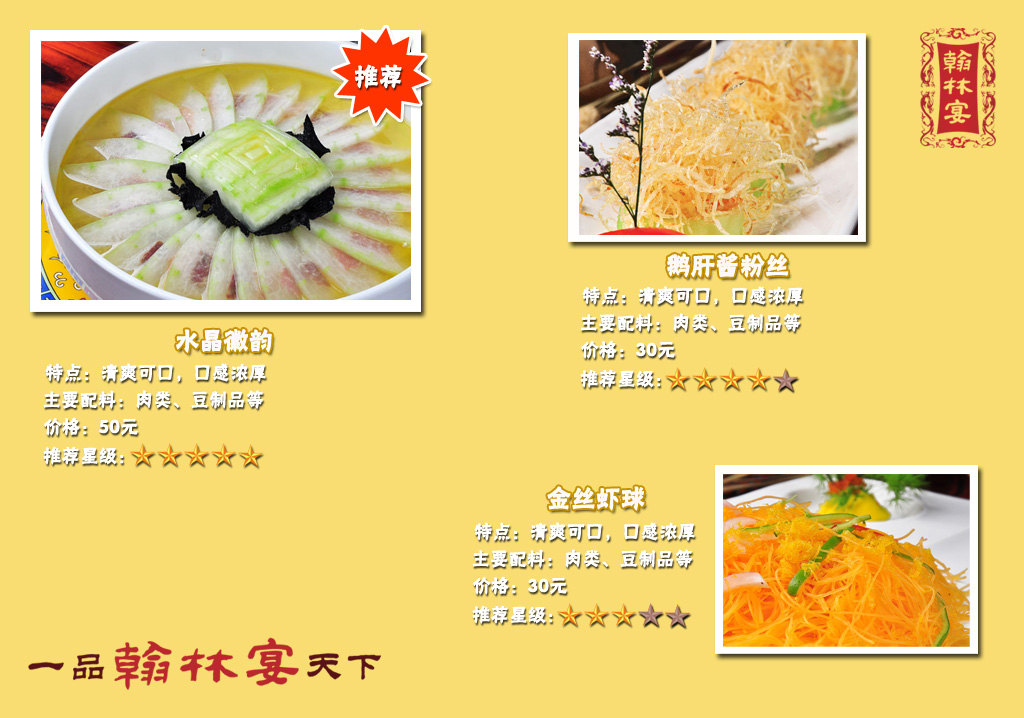 推荐
水晶徽韵
特点：清爽可口，口感浓厚
主要配料：肉类、豆制品等
价格：50元
推荐星级：
翰林宴
鹅肝酱粉丝
特点：清爽可口，口感浓厚
主要配料：肉类、豆制品等
价格：30元
推荐星级：
金丝虾球
特点：清爽可口，口感浓厚
主要配料：肉类、豆制品等
价格：30元
推荐星级：
一品翰林宴天下